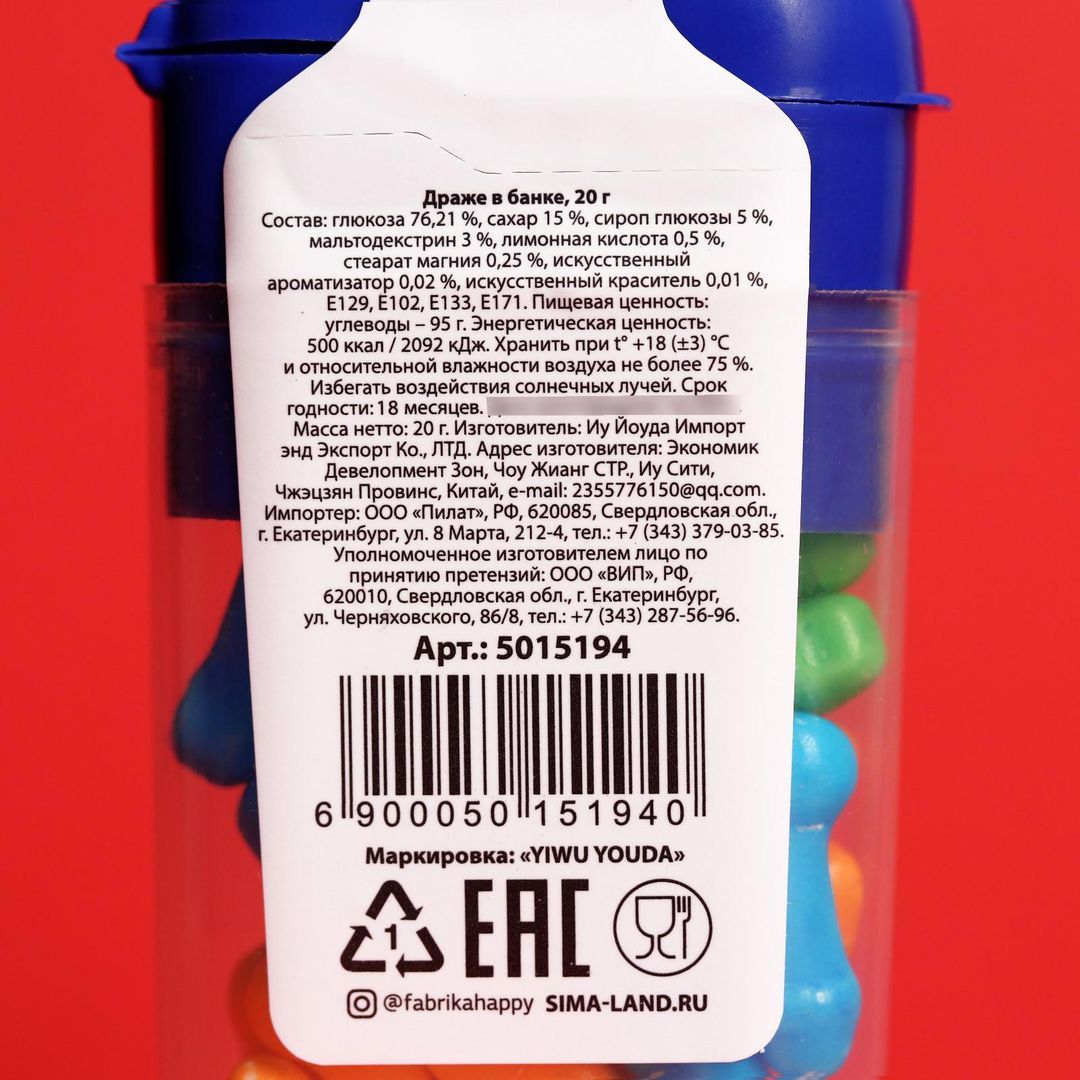 Драже в банке, 20 г
Состав: глюкоза 76,21 %, сахар 15 %, сироп глюкозы 5 %,
мальтодекстрин 3 %, лимонная кислота 0,5 %,
стеарат магния 0,25 %, искусственный
ароматизатор 0,02 %, искусственный краситель 0,01 %,
Е129, Е102, Е133, Е171. Пищевая ценность:
углеводы – 95 г. Энергетическая ценность:
500 ккал / 2092 кДж. Хранить при t° +18 (±3) °С
и относительной влажности воздуха не более 75 %.
Избегать воздействия солнечных лучей. Срок
годности: 18 месяцев.
Масса нетто: 20 г. Изготовитель: Иу Йоуда Импорт
энд Экспорт Ко., ЛТД. Адрес изготовителя: Экономик
Девелопмент Зон, Чоу Жианг СТР., Иу Сити,
Чжэцзян Провинс, Китай, e-mail: 2355776150@qq.com.
Импортер: ООО «Пилат», РФ, 620085, Свердловская обл.,
г. Екатеринбург, ул. 8 Марта, 212-4, тел.: +7 (343) 379-03-85.
Уполномоченное изготовителем лицо по
принятию претензий: ООО «ВИП», РФ,
620010, Свердловская обл., г. Екатеринбург,
ул. Черняховского, 86/8, тел.: +7 (343) 287-56-96.
Арт.: 5015194
6 900050 151940
Маркировка: «YIWU YOUDA»
1 EAC
@fabrikahappy SIMA-LAND.RU